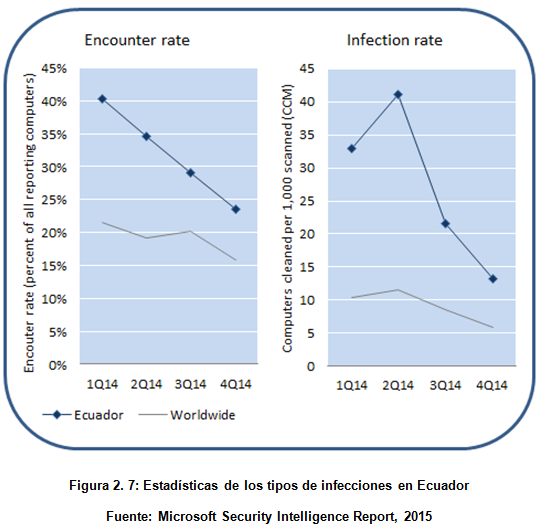 Encounter rate
Encouter rate (percent of all reporting computers)
45%
40%
35%
30%
25%
20%
15%
10%
5%
0%
1Q14 2Q14 3Q14 4Q14
Infection rate
Computers cleaned per 1,000 scanned (CCM)
45
40
35
30
25
20
15
10
5
0
1Q14 2Q14 3Q14 4Q14
Ecuador Worldwide
Figura 2. 7: Estadísticas de los tipos de infecciones en Ecuador
Fuente: Microsoft Security Intelligence Report, 2015